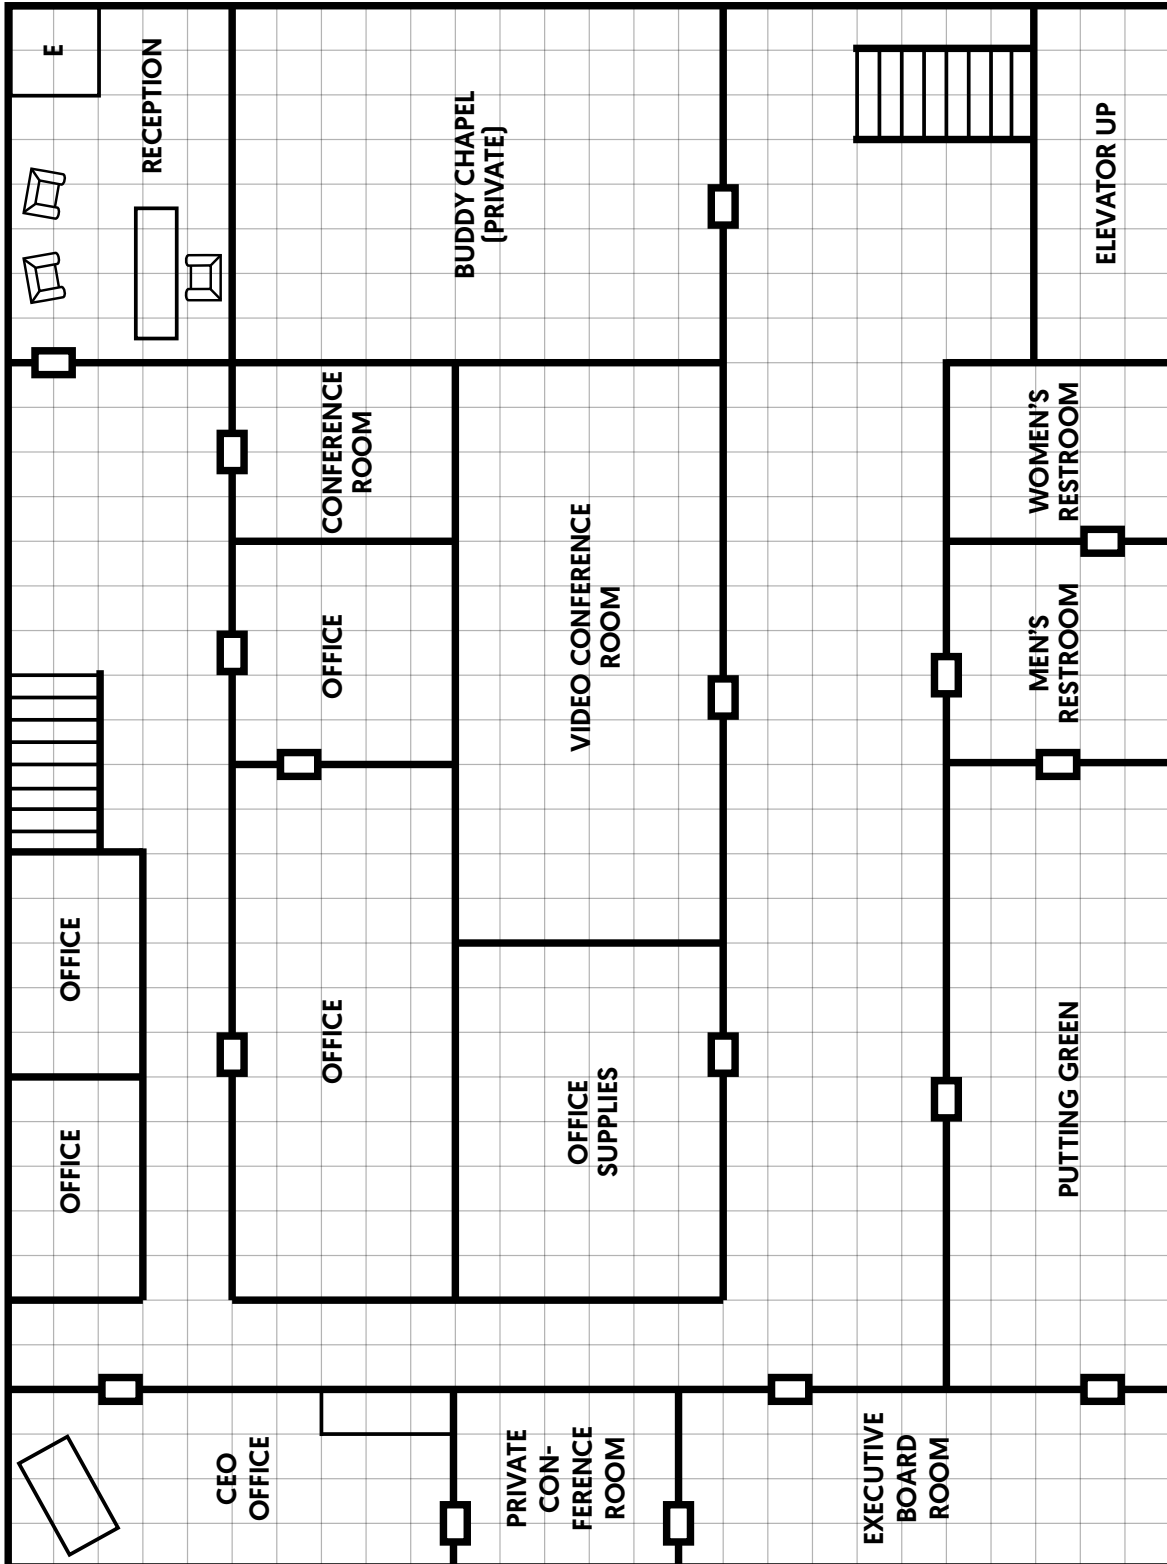 OFFICE
OFFICE
E
RECEPTION
CEO
OFFICE
OFFICE
OFFICE
CONFERENCE
ROOM
BUDDY CHAPEL
(PRIVATE)
PRIVATE
CON-
FERENCE
ROOM
OFFICE
SUPPLIES
VIDEO CONFERENCE
ROOM
EXECUTIVE
BOARD
ROOM
PUTTING GREEN
MEN'S
RESTROOM
WOMEN'S
RESTROOM
ELEVATOR UP